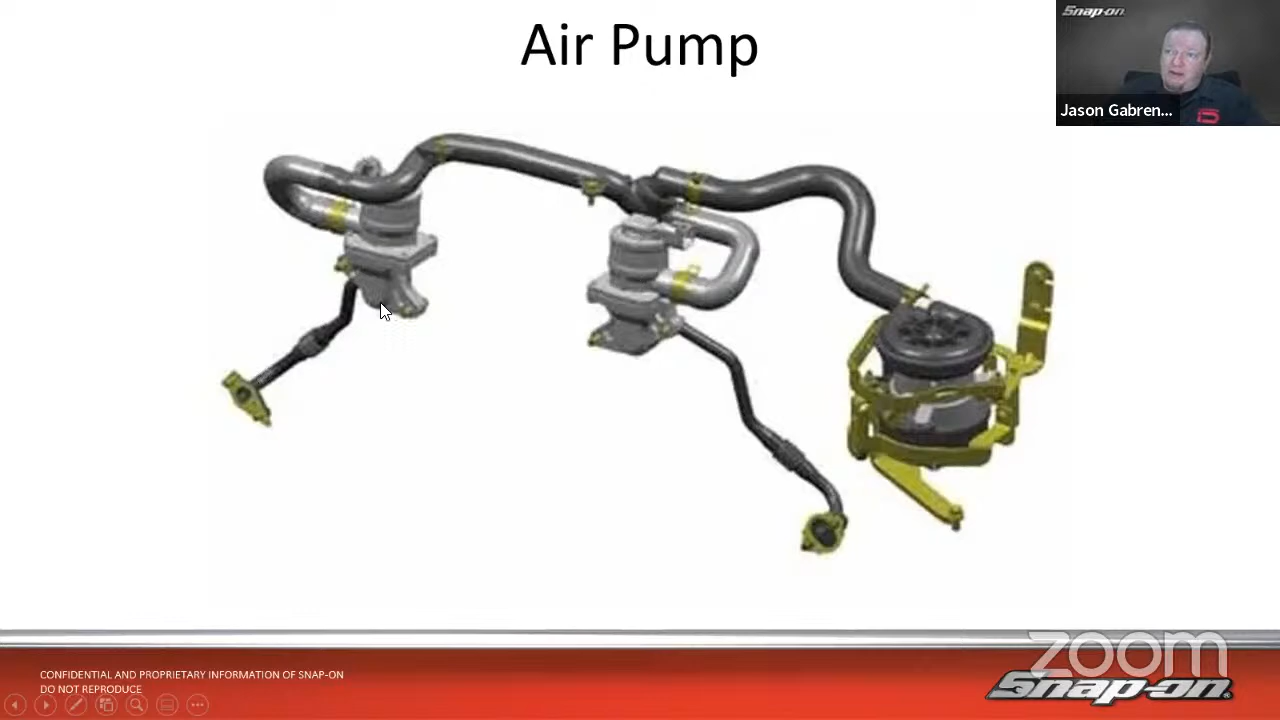 Air Pump
Snap-on
Jason Gabren...
CONFIDENTIAL AND PROPRIETARY INFORMATION OF SNAP-ON
DO NOT REPRODUCE
zoom
Snap-on